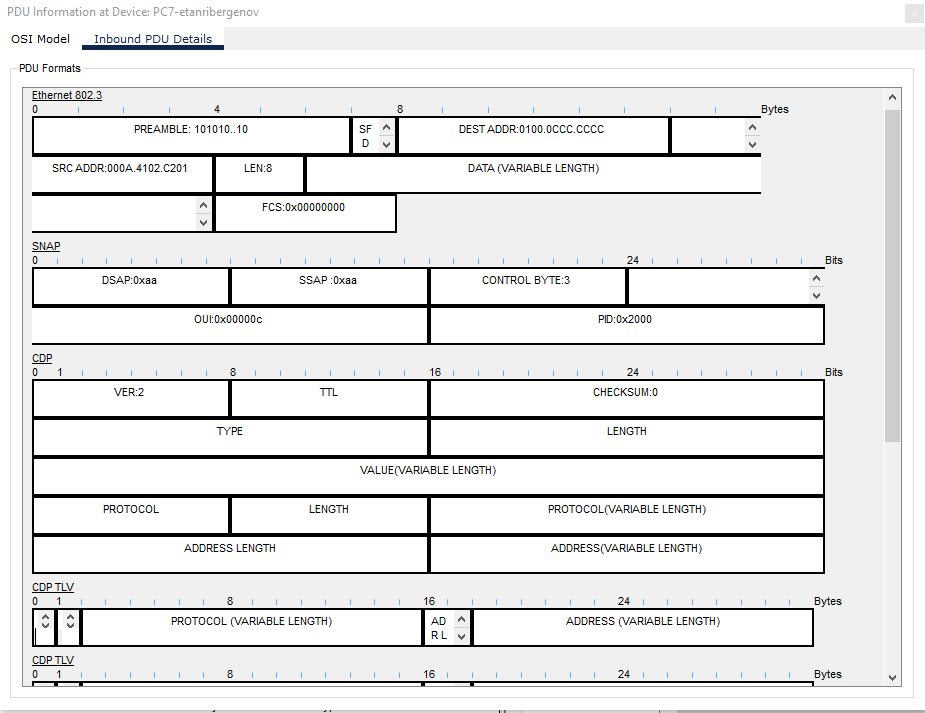 PDU Information at Device: PC7-etanribergenov
x
OSI Model Inbound PDU Details
PDU Formats
Ethernet 802.3
0 4 8 Bytes
PREAMBLE: 101010..10 SF D DEST ADDR:0100.0CCC.CCCC
SRC ADDR:000A.4102.C201 LEN:8 DATA (VARIABLE LENGTH)
FCS:0x00000000
SNAP
0 24 Bits
DSAP:0xaa SSAP :0xaa CONTROL BYTE:3
OUI:0x00000c PID:0x2000
CDP
0 1 8 16 24 Bits
VER:2 TTL CHECKSUM:0
TYPE LENGTH
VALUE(VARIABLE LENGTH)
PROTOCOL LENGTH PROTOCOL(VARIABLE LENGTH)
ADDRESS LENGTH ADDRESS(VARIABLE LENGTH)
CDP TLV
0 1 8 16 24 Bytes
PROTOCOL (VARIABLE LENGTH) AD R L ADDRESS (VARIABLE LENGTH)
CDP TLV
0 1 8 16 24 Bytes